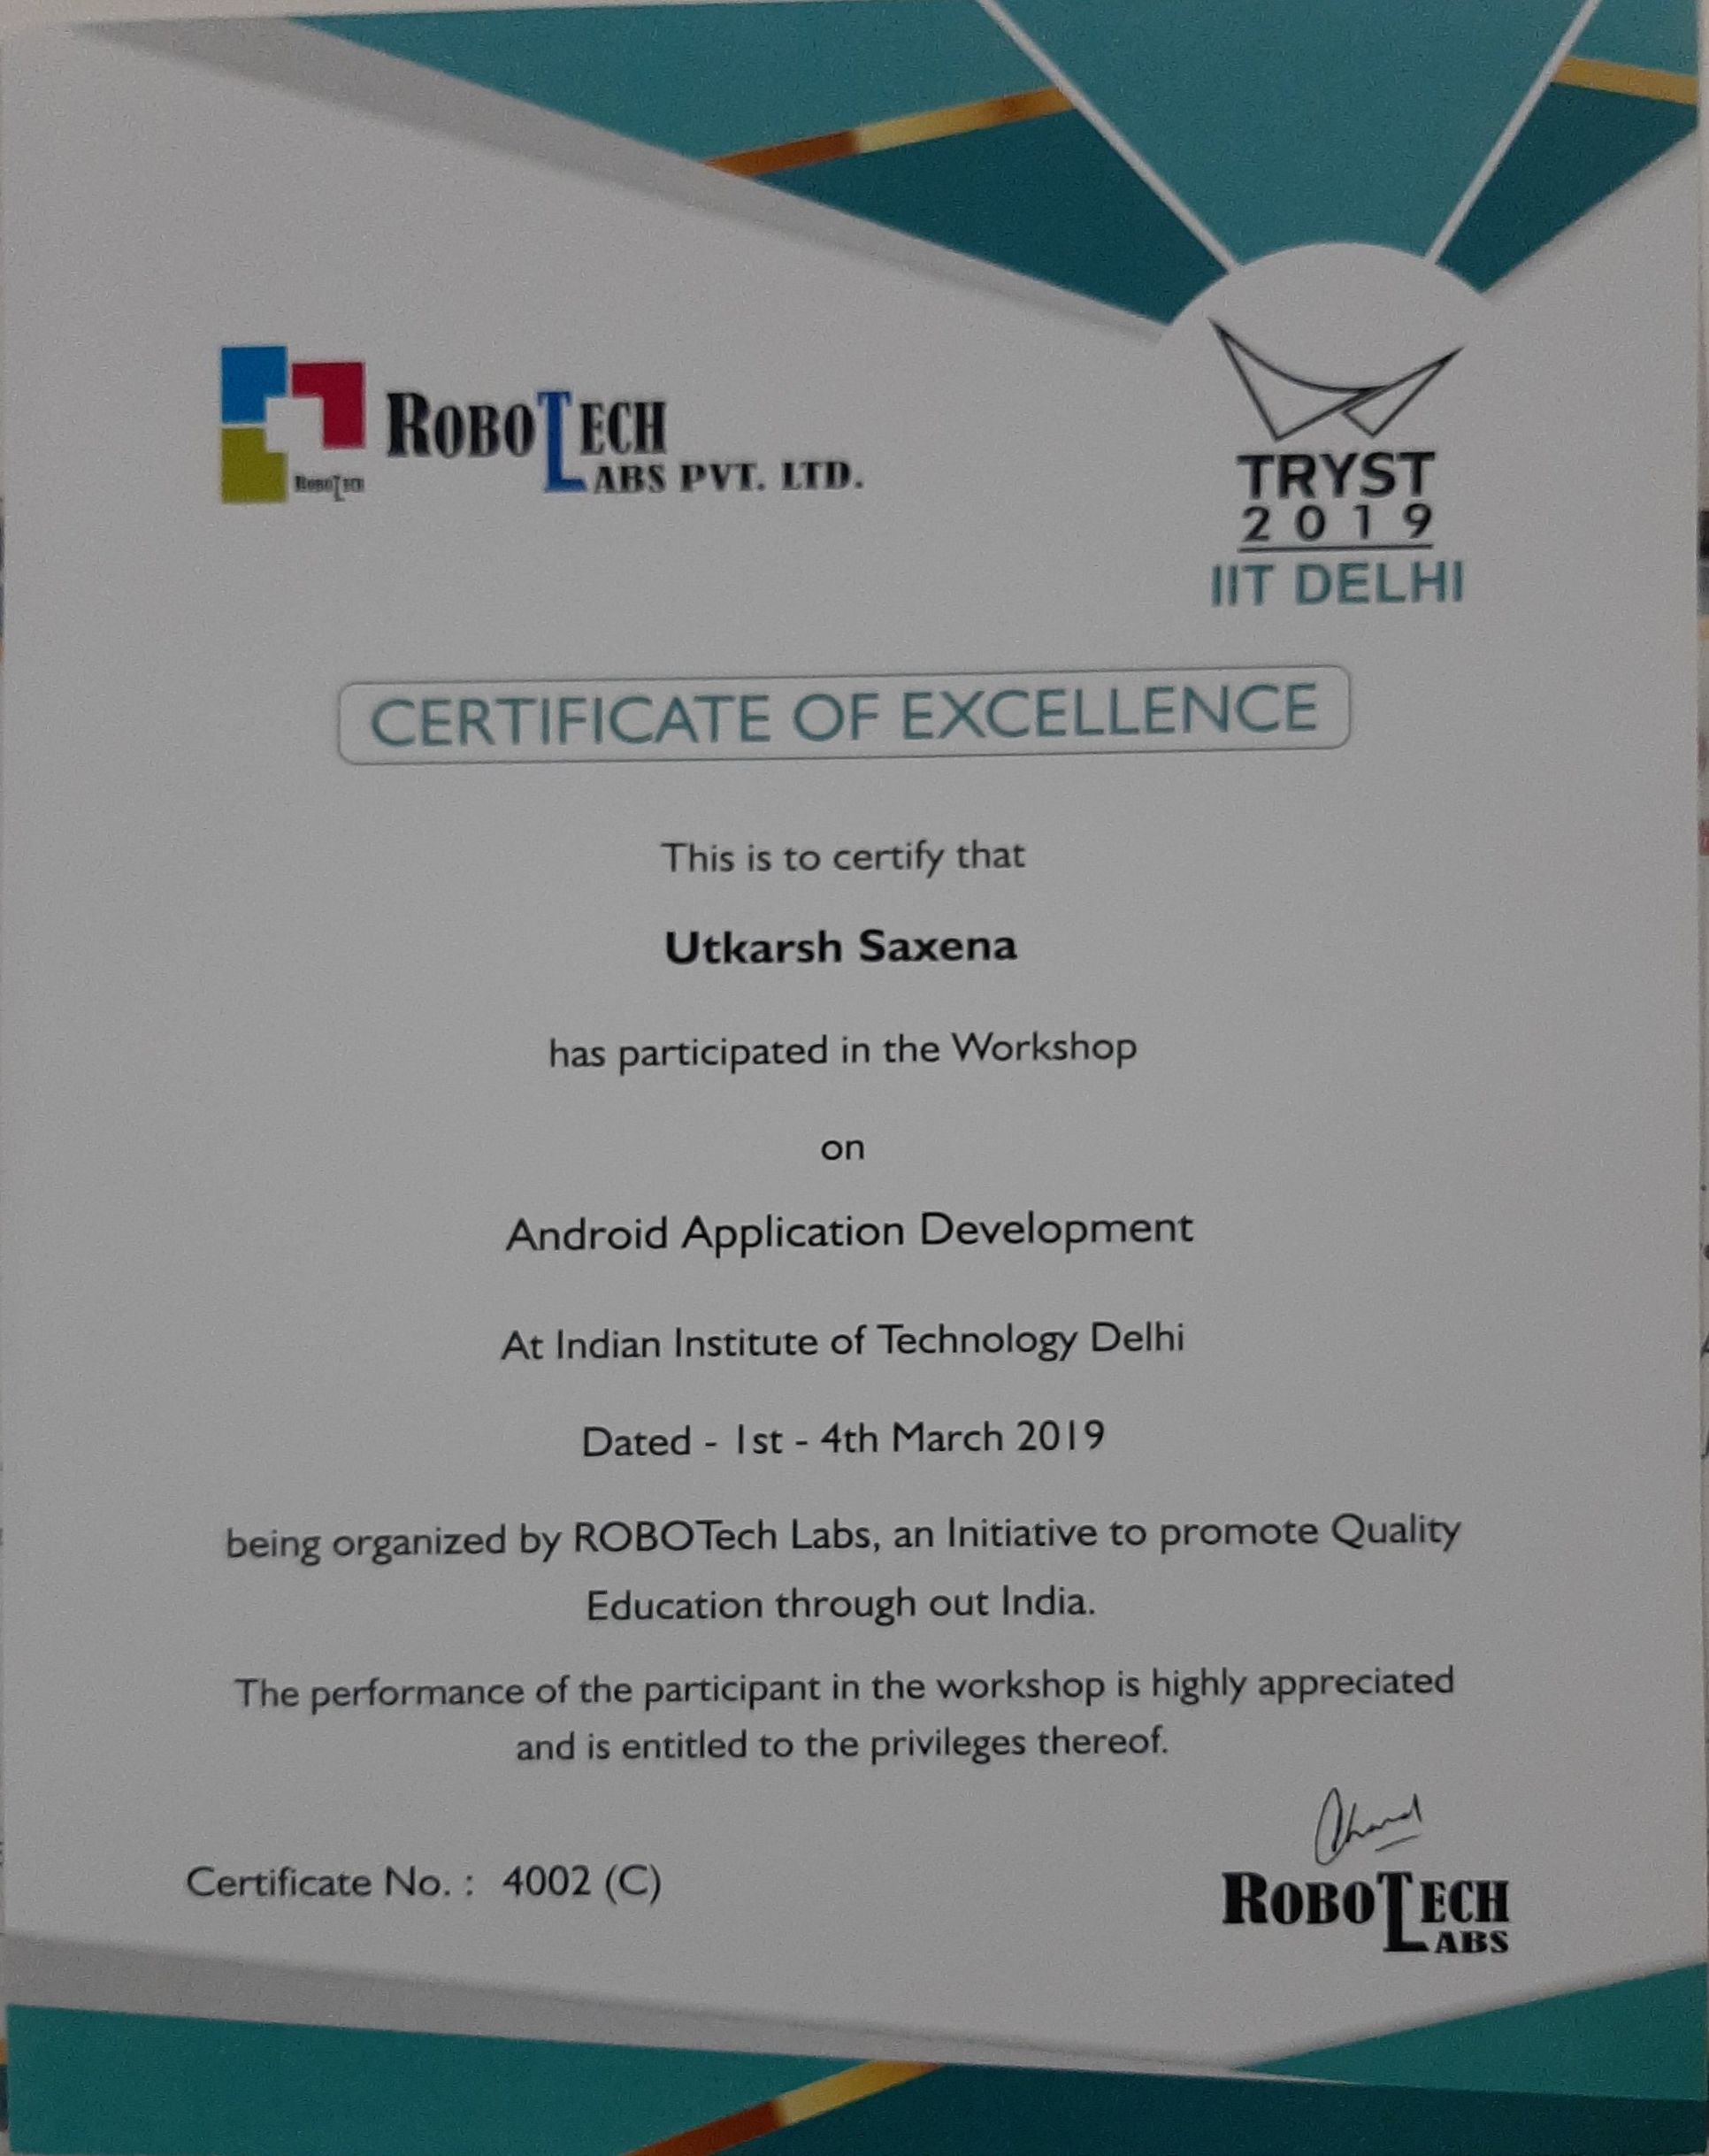 ROBOTECH
LABS PVT. LTD.
ROBOTECH
TRYST
2019
IIT DELHI
CERTIFICATE OF EXCELLENCE
This is to certify that
Utkarsh Saxena
has participated in the Workshop
on
Android Application Development
At Indian Institute of Technology Delhi
Dated - 1st - 4th March 2019
being organized by ROBOTech Labs, an Initiative to promote Quality
Education through out India.
The performance of the participant in the workshop is highly appreciated
and is entitled to the privileges thereof.
Certificate No. : 4002 (C)
ROBOTECH
LABS